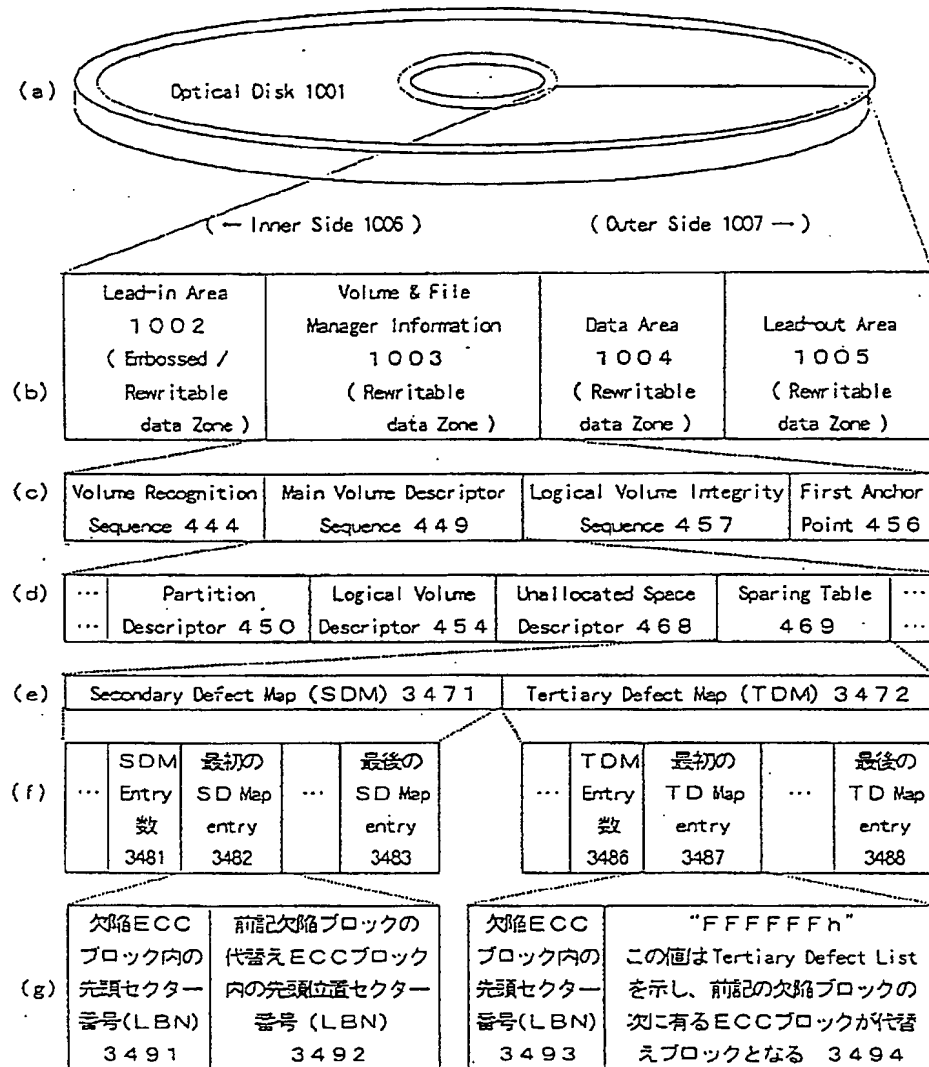 (a)
Optical Disk 1001
(← Inner Side 1006)
(Outer Side 1007 →)
(b)
Lead-in Area
1002
(Embossed /
Rewritable
data Zone)
Volume & File
Manager Information
1003
(Rewritable
data Zone)
Data Area
1004
(Rewritable
data Zone)
Lead-out Area
1005
(Rewritable
data Zone)
(c)
Volume Recognition
Sequence 444
Main Volume Descriptor
Sequence 449
Logical Volume Integrity
Sequence 457
First Anchor
Point 456
(d)
…
…
Partition
Descriptor 450
Logical Volume
Descriptor 454
Unallocated Space
Descriptor 468
Sparing Table
469
…
…
(e)
Secondary Defect Map (SDM) 3471
Tertiary Defect Map (TDM) 3472
(f)
…
SDM
Entry
数
3481
最初の
SD Map
entry
3482
…
最後の
SD Map
entry
3483
…
TDM
Entry
数
3486
最初の
TD Map
entry
3487
…
最後の
TD Map
entry
3488
(g)
欠陥ECC
ブロック内の
先頭セクター
番号(LBN)
3491
前記欠陥ブロックの
代替えECCブロック
内の先頭位置セクター
番号 (LBN)
3492
欠陥ECC
ブロック内の
先頭セクター
番号(LBN)
3493
"FFFFFFh"
この値はTertiary Defect List
を示し、前記の欠陥ブロックの
次に有るECCブロックが代替
えブロックとなる 3494